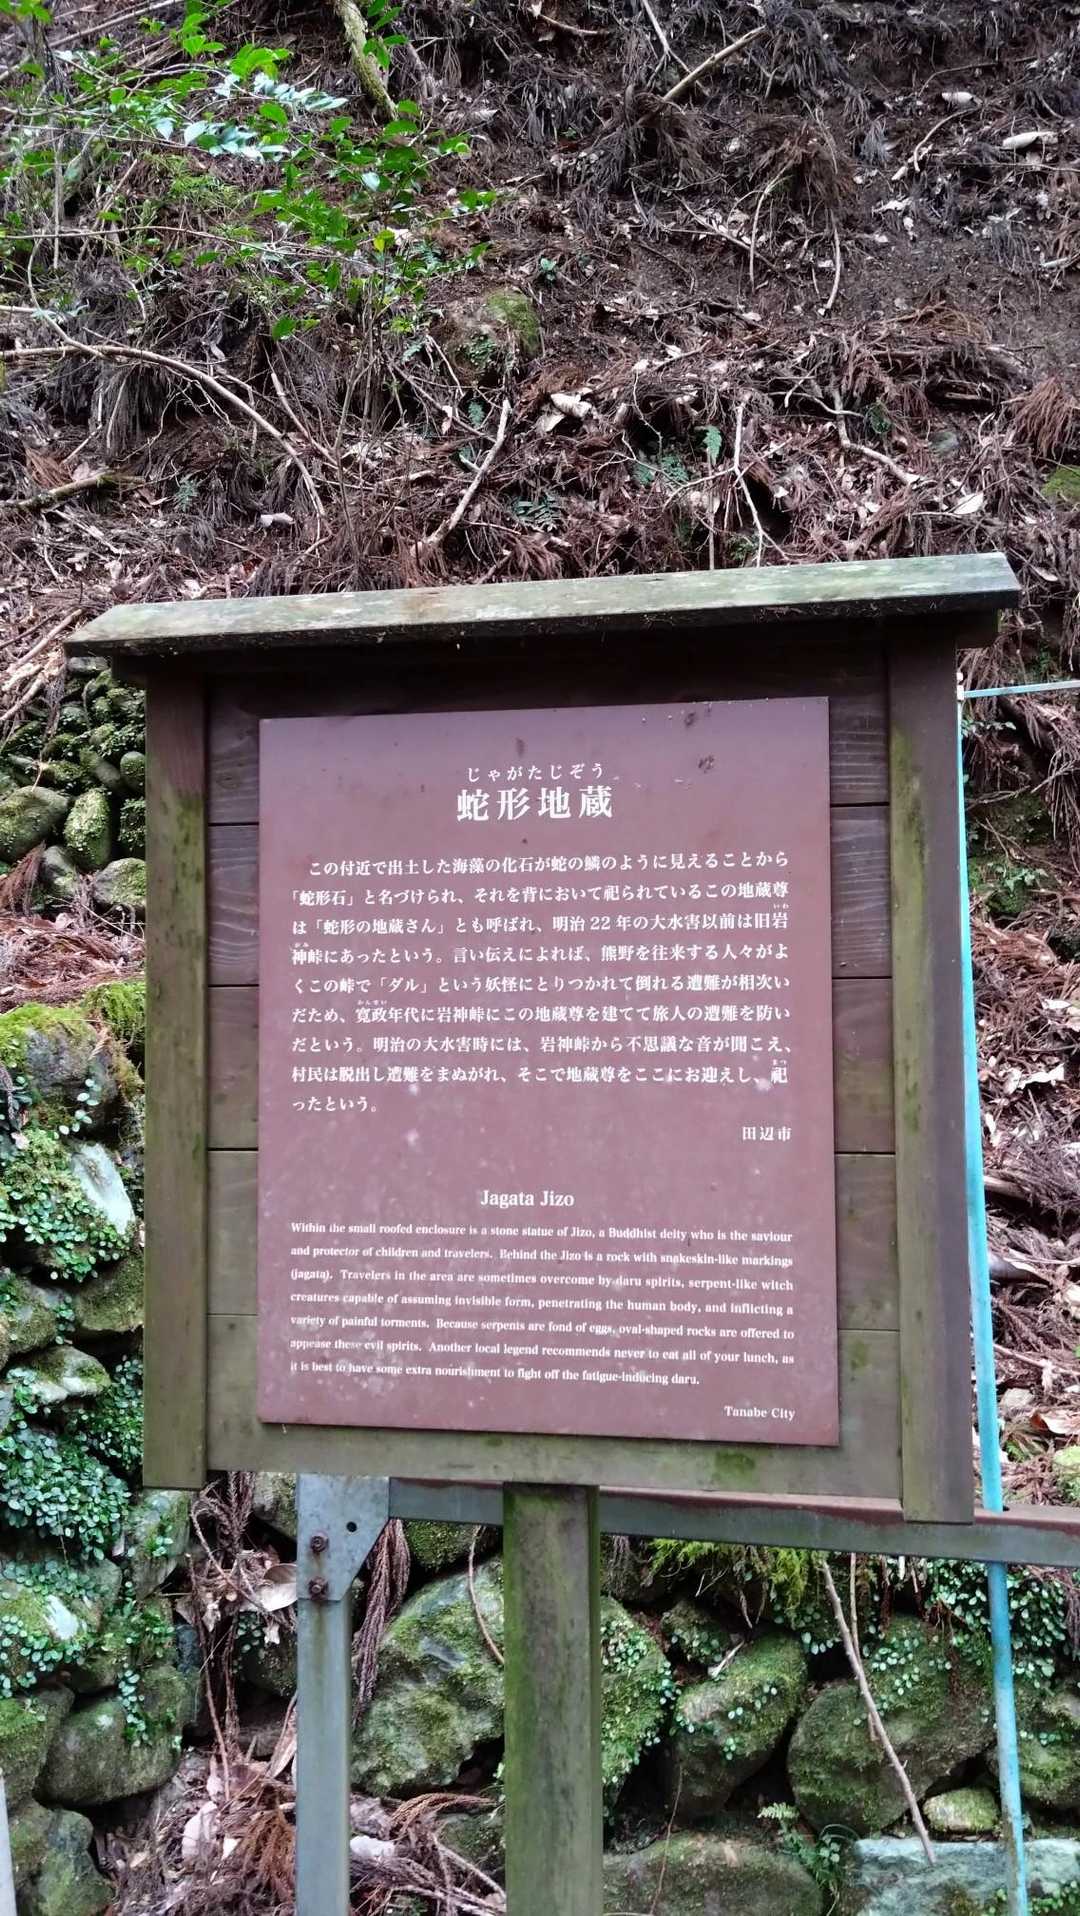 じゃがたじぞう
蛇形地蔵
この付近で出土した海藻の化石が蛇の鱗のように見えることから
「蛇形石」と名づけられ、それを背において祀られているこの地蔵尊
は「蛇形の地蔵さん」とも呼ばれ、明治22年の大水害以前は旧岩
神峠にあったという。言い伝えによれば、熊野を往来する人々がよ
くこの峠で「ダル」という妖怪にとりつかれて倒れる遭難が相次い
だため、寛政年代に岩神峠にこの地蔵尊を建てて旅人の遭難を防い
だという。明治の大水害時には、岩神峠から不思議な音が聞こえ、
村民は脱出し遭難をまぬがれ、そこで地蔵尊をここにお迎えし、祀
ったという。
田辺市
Jagata Jizo
Within the small roofed enclosure is a stone statue of Jizo, a Buddhist deity who is the saviour
and protector of children and travelers. Behind the Jizo is a rock with snakeskin-like markings
(jagata). Travelers in the area are sometimes overcome by daru spirits, serpent-like witch
creatures capable of assuming invisible form, penetrating the human body, and inflicting a
variety of painful torments. Because serpents are fond of eggs, oval-shaped rocks are offered to
appease these evil spirits. Another local legend recommends never to eat all of your lunch, as
it is best to have some extra nourishment to fight off the fatigue-inducing daru.
Tanabe City